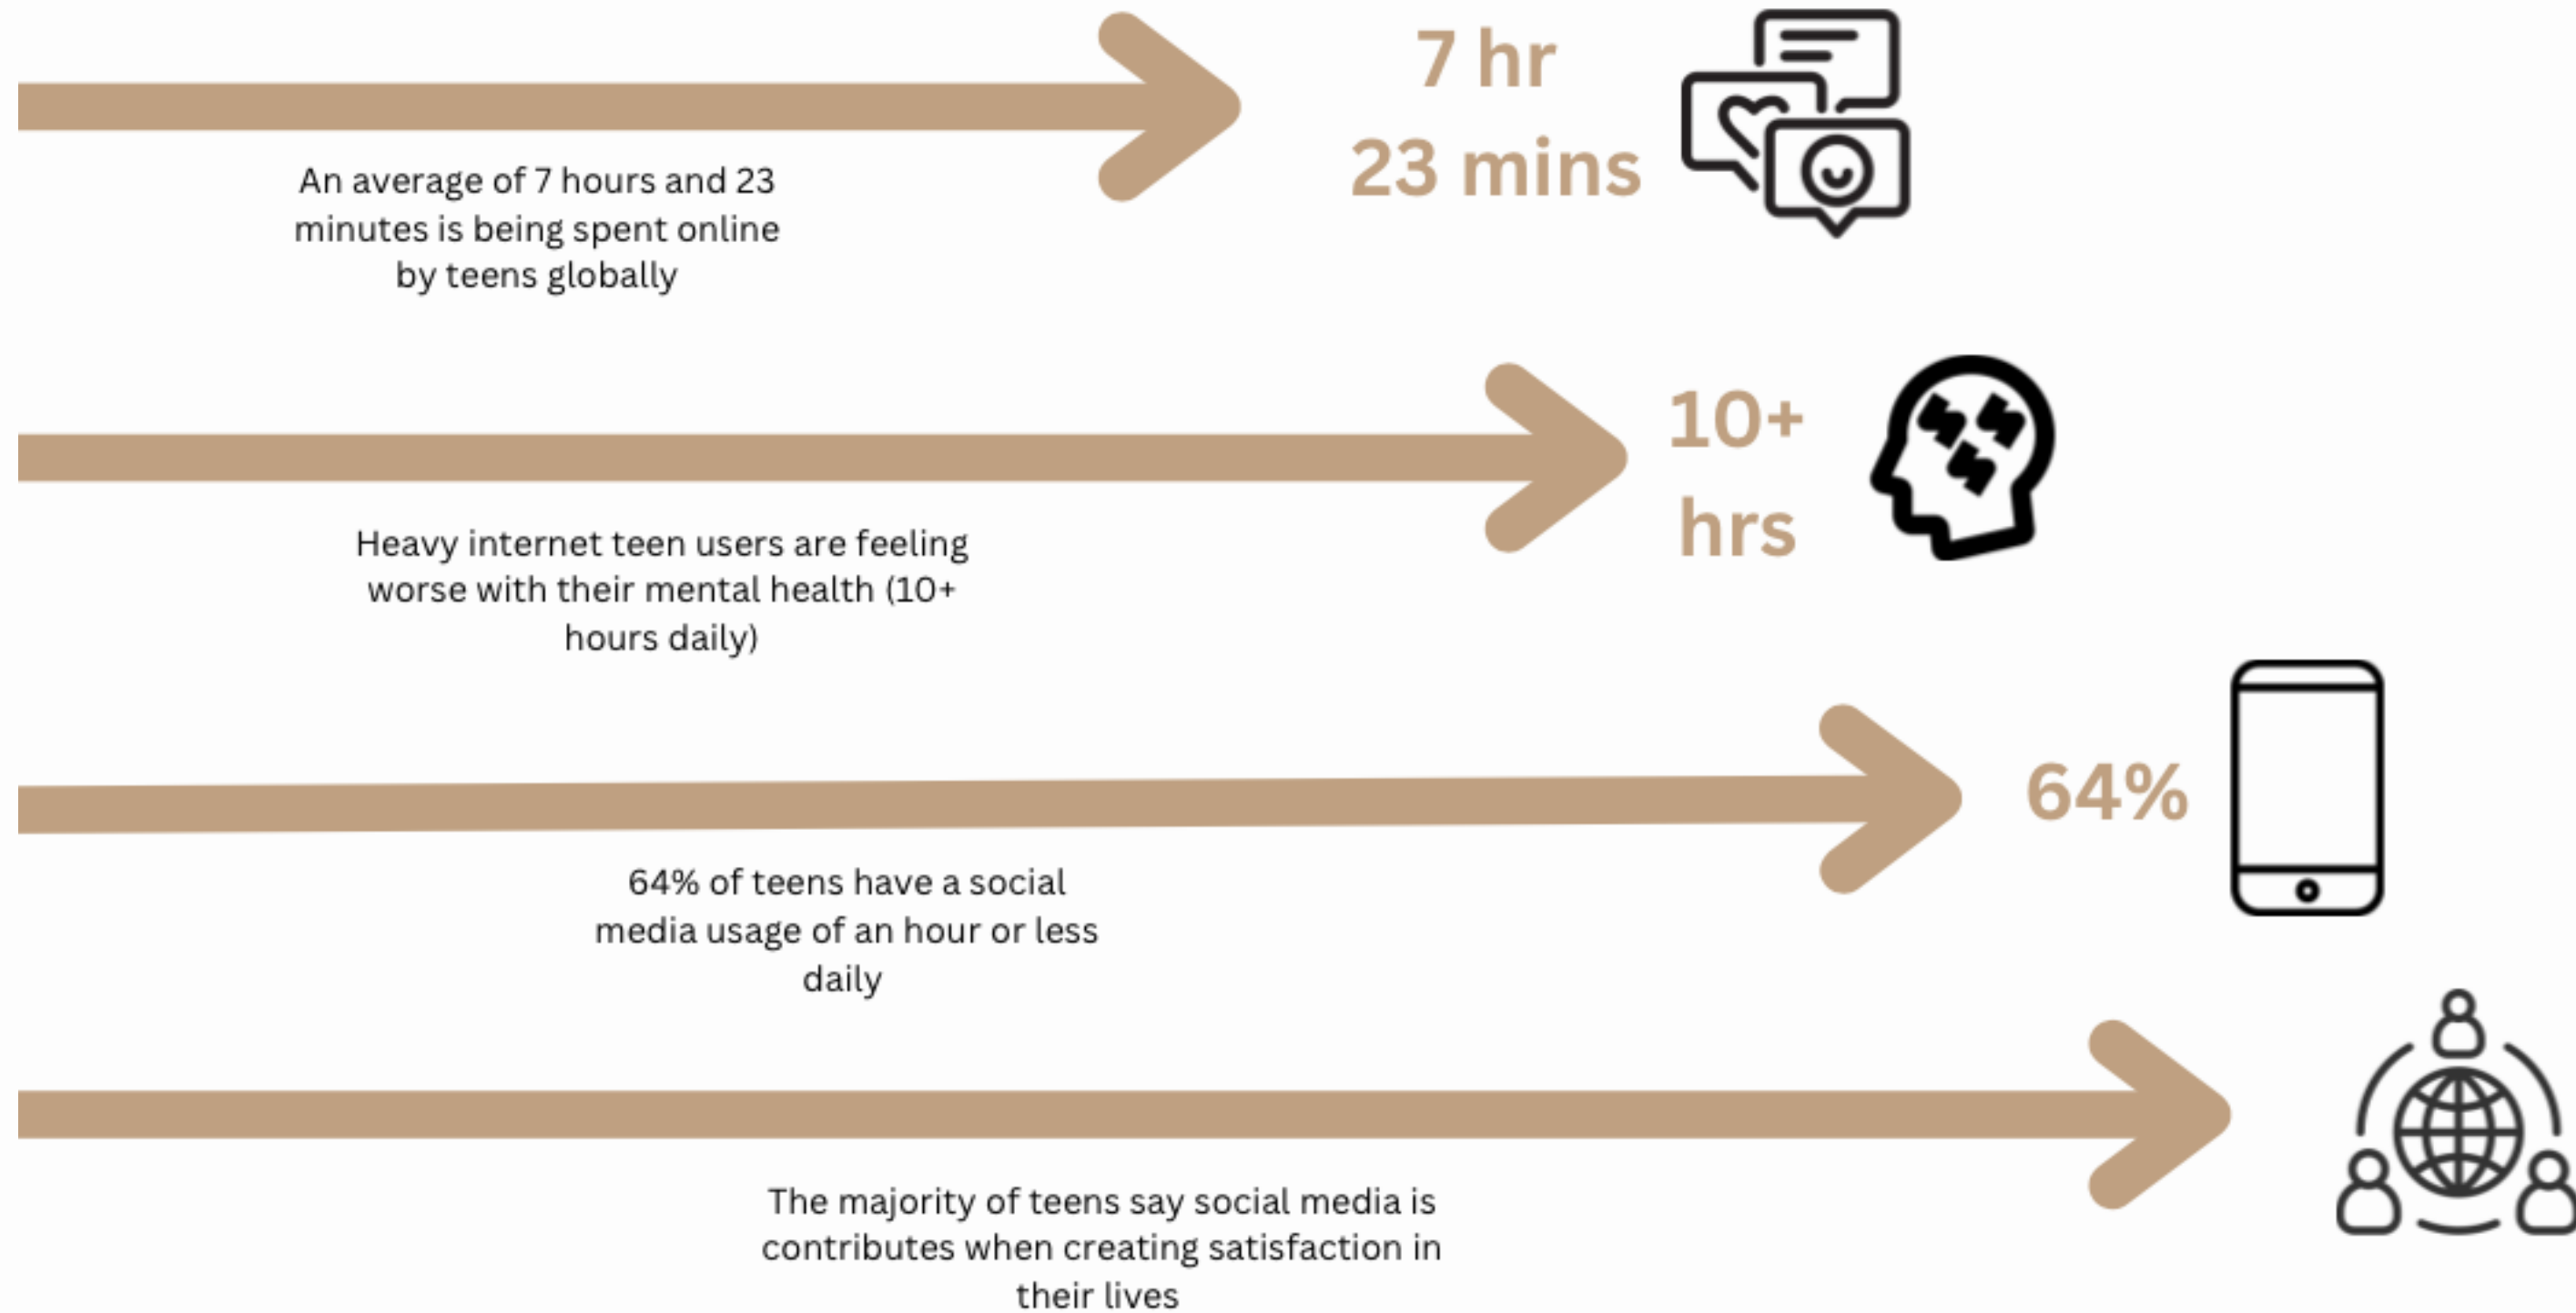 7 hr
23 mins
An average of 7 hours and 23
minutes is being spent online
by teens globally
10+
hrs
Heavy internet teen users are feeling
worse with their mental health (10+
hours daily)
64%
64% of teens have a social
media usage of an hour or less
daily
The majority of teens say social media is
contributes when creating satisfaction in
their lives